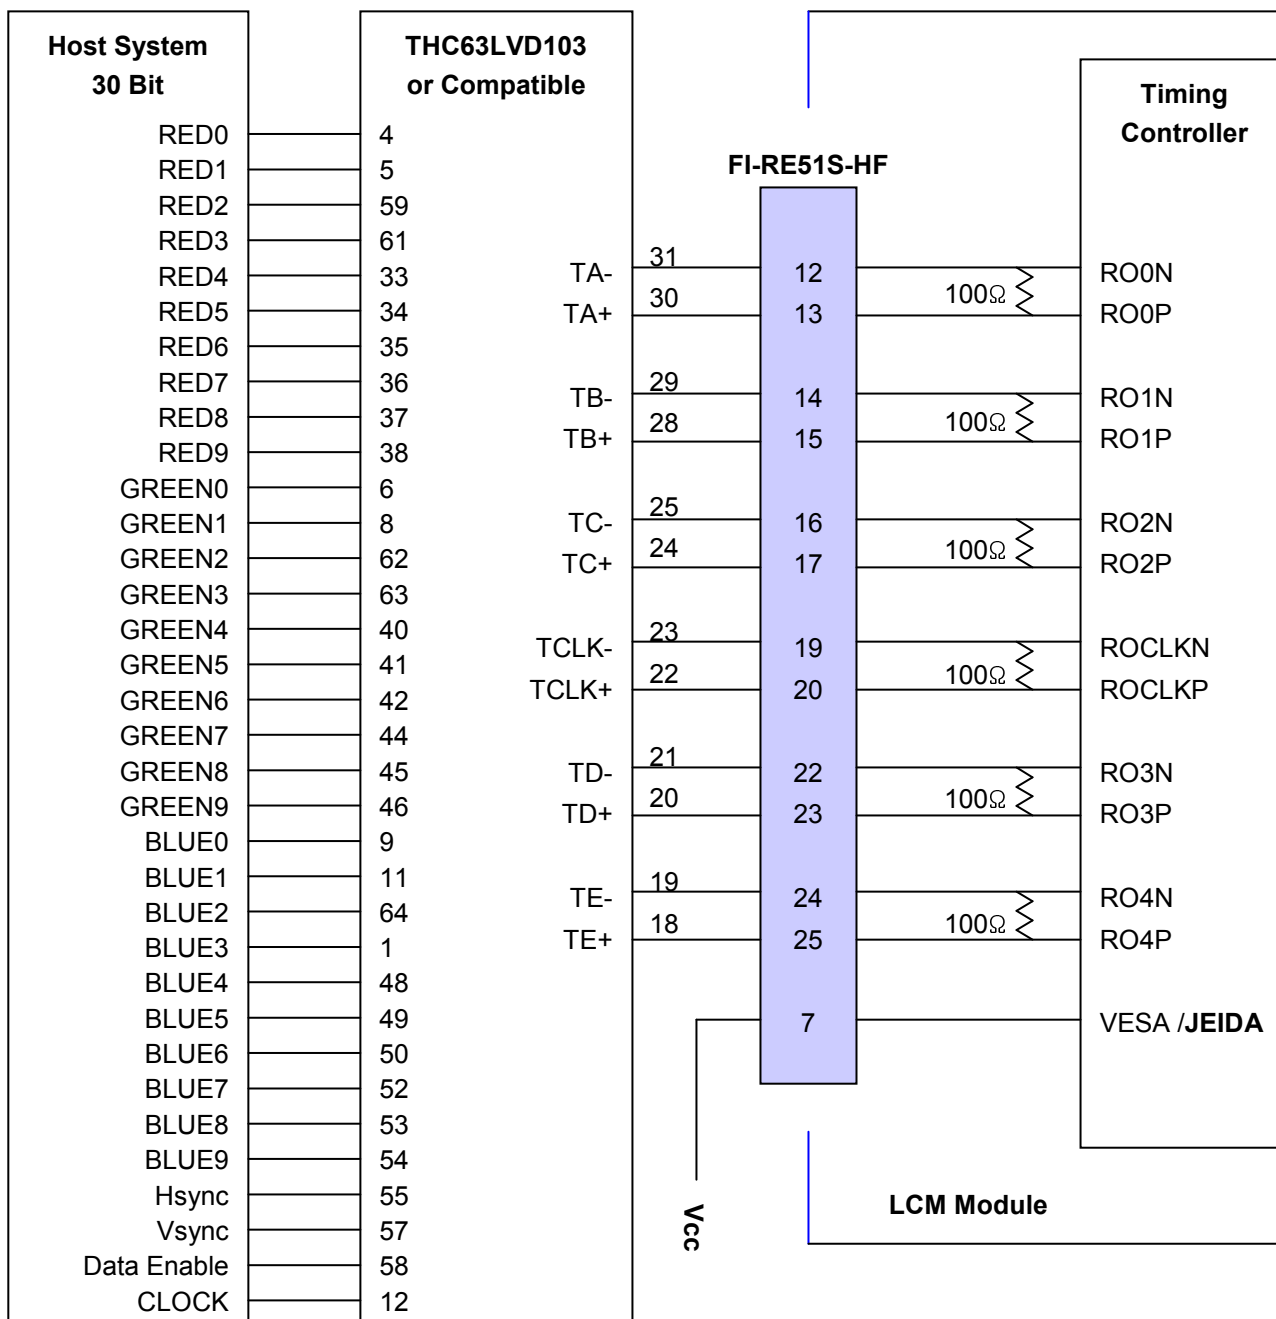 Host System
30 Bit
RED0
RED1
RED2
RED3
RED4
RED5
RED6
RED7
RED8
RED9
GREEN0
GREEN1
GREEN2
GREEN3
GREEN4
GREEN5
GREEN6
GREEN7
GREEN8
GREEN9
BLUE0
BLUE1
BLUE2
BLUE3
BLUE4
BLUE5
BLUE6
BLUE7
BLUE8
BLUE9
Hsync
Vsync
Data Enable
CLOCK
THC63LVD103
or Compatible
4
5
59
61
33
34
35
36
37
38
6
8
62
63
40
41
42
44
45
46
9
11
64
1
48
49
50
52
53
54
55
57
58
12
TA-
TA+
TB-
TB+
TC-
TC+
TCLK-
TCLK+
TD-
TD+
TE-
TE+
31
30
29
28
25
24
23
22
21
20
19
18
Vcc
FI-RE51S-HF
12
13
14
15
16
17
19
20
22
23
24
25
7
100Ω
100Ω
100Ω
100Ω
100Ω
100Ω
Timing
Controller
RO0N
RO0P
RO1N
RO1P
RO2N
RO2P
ROCLKN
ROCLKP
RO3N
RO3P
RO4N
RO4P
VESA /JEIDA
LCM Module